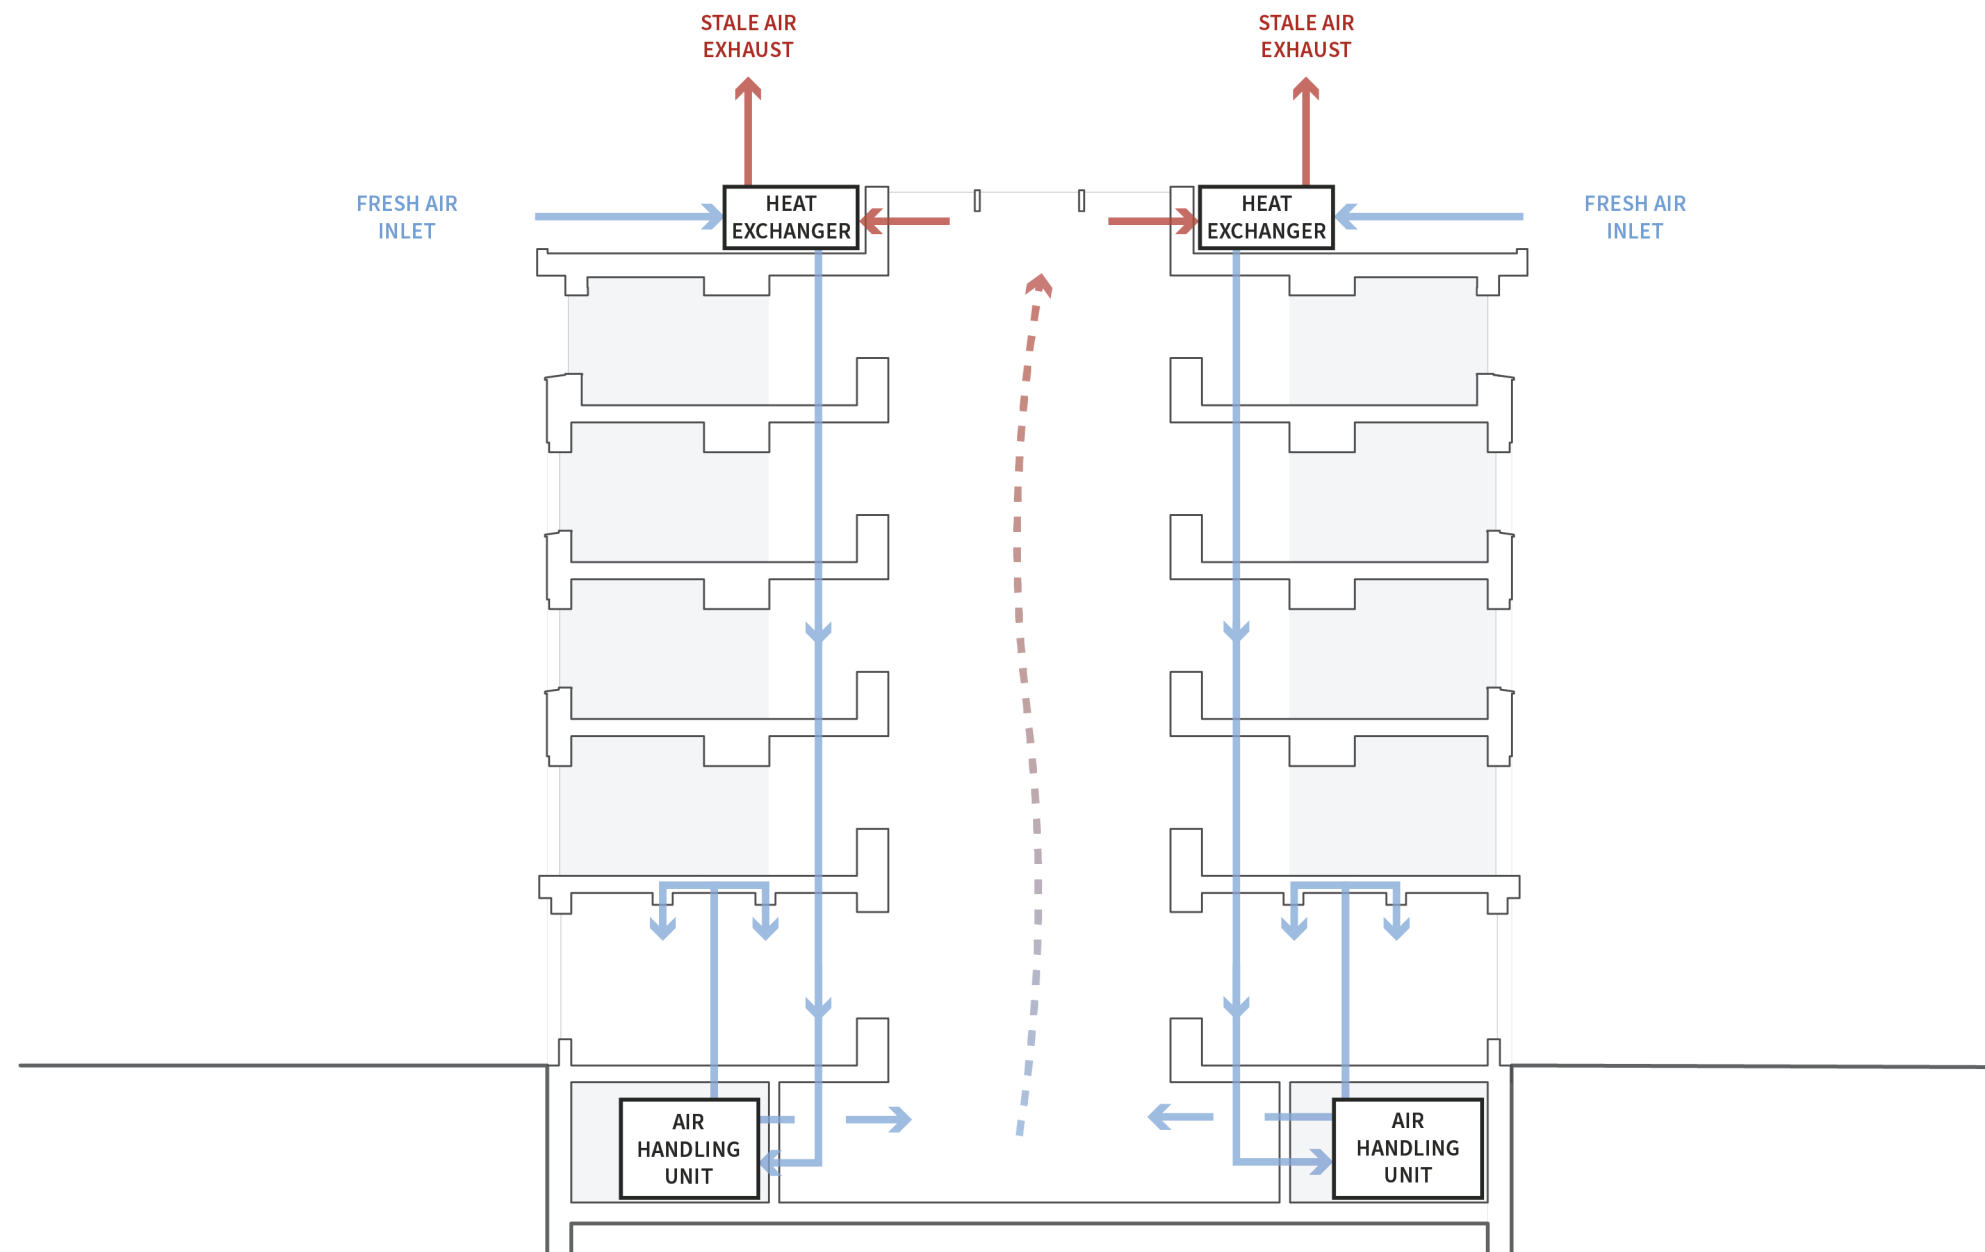 STALE AIR
EXHAUST
STALE AIR
EXHAUST
FRESH AIR
INLET
HEAT
EXCHANGER
HEAT
EXCHANGER
FRESH AIR
INLET
AIR
HANDLING
UNIT
AIR
HANDLING
UNIT